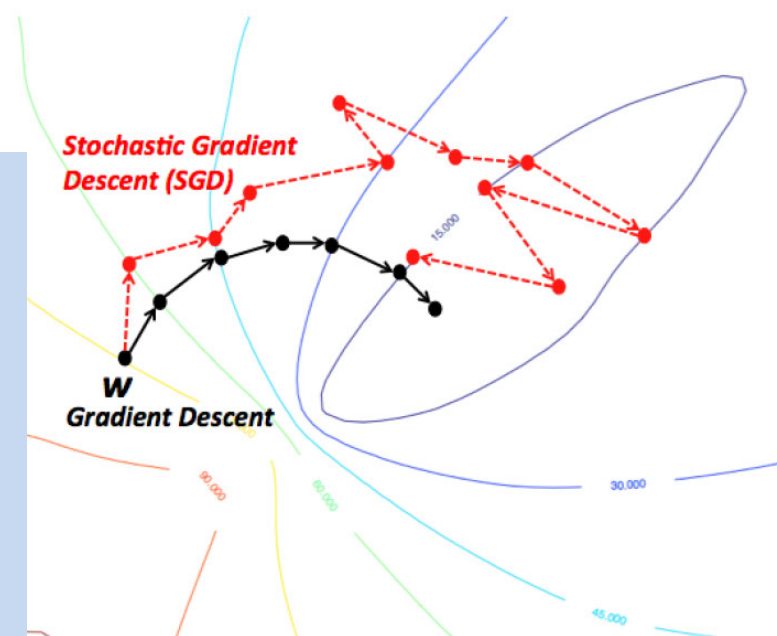 Stochastic Gradient
Descent (SGD)
15.000
W
Gradient Descent
90.000
60.000
30.000
45.000